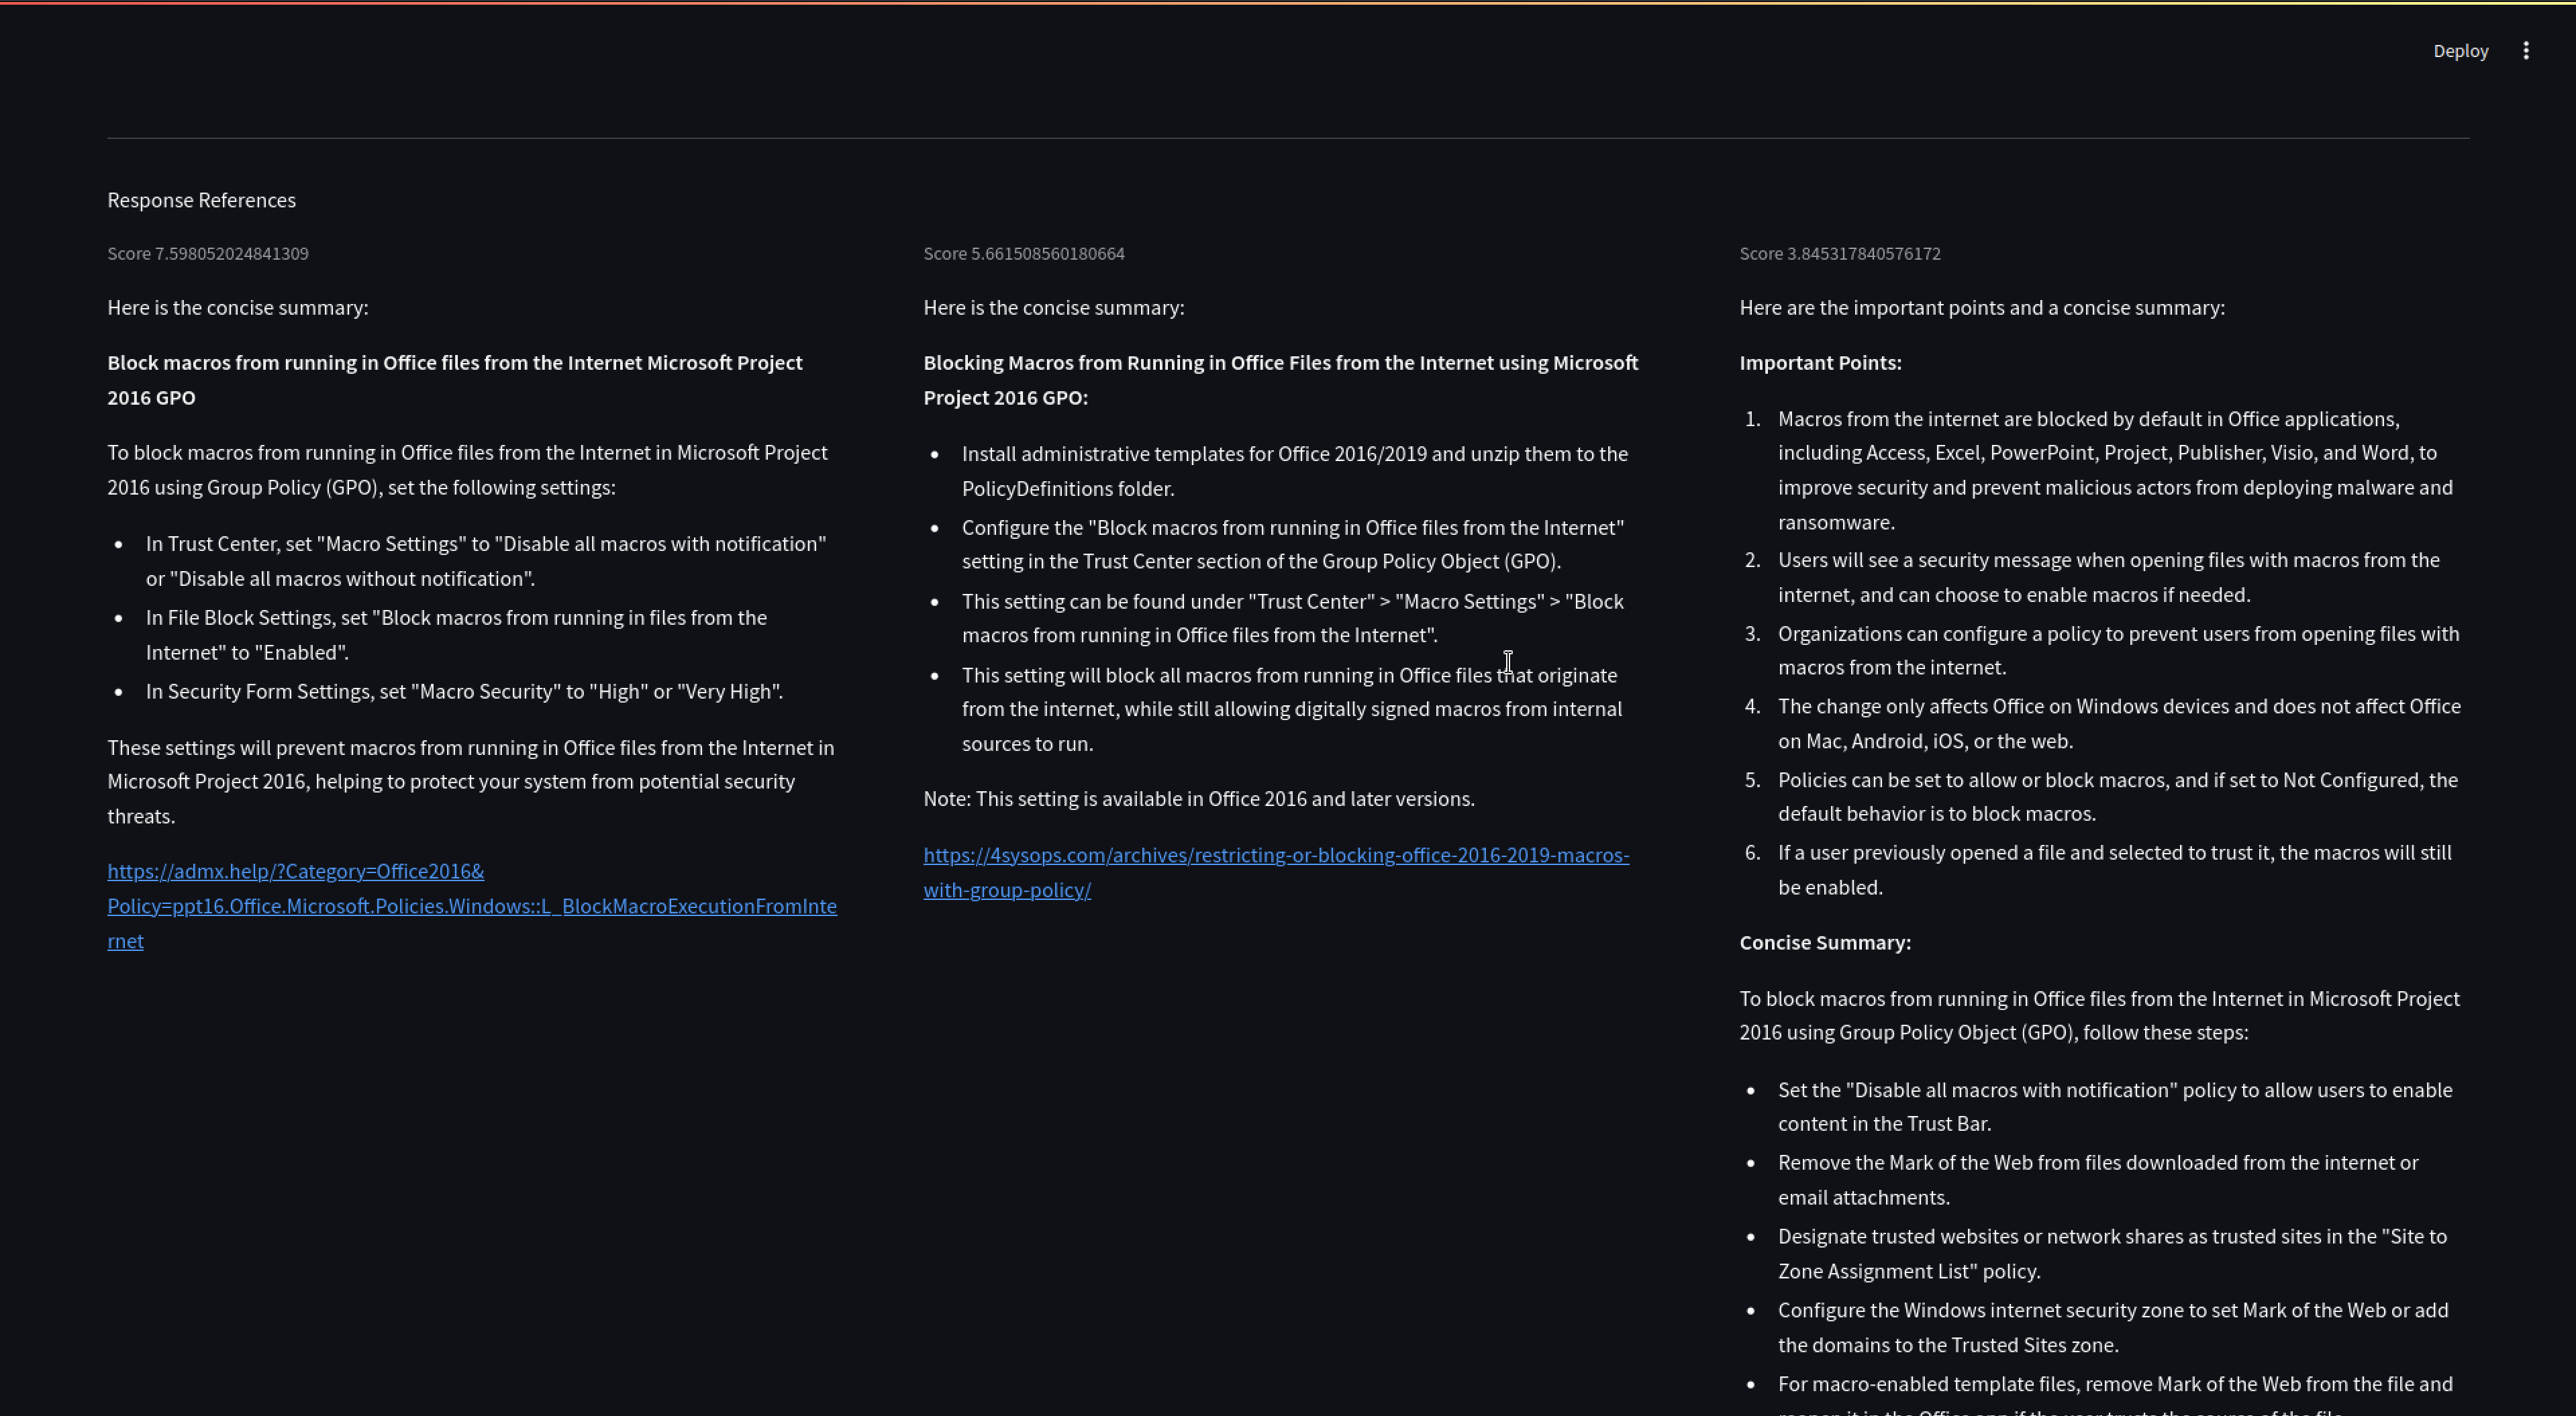 Deploy
Response References
Score 7.598052024841309
Here is the concise summary:
Block macros from running in Office files from the Internet Microsoft Project
2016 GPO
To block macros from running in Office files from the Internet in Microsoft Project
2016 using Group Policy (GPO), set the following settings:
• In Trust Center, set "Macro Settings" to "Disable all macros with notification"
or "Disable all macros without notification".
• In File Block Settings, set "Block macros from running in files from the
Internet" to "Enabled".
• In Security Form Settings, set "Macro Security" to "High" or "Very High".
These settings will prevent macros from running in Office files from the Internet in
Microsoft Project 2016, helping to protect your system from potential security
threats.
https://admx.help/?Category=Office2016&
Policy=ppt16.Office.Microsoft.Policies.Windows::L_BlockMacroExecutionFromInte
rnet
Score 5.661508560180664
Here is the concise summary:
Blocking Macros from Running in Office Files from the Internet using Microsoft
Project 2016 GPO:
• Install administrative templates for Office 2016/2019 and unzip them to the
PolicyDefinitions folder.
• Configure the "Block macros from running in Office files from the Internet"
setting in the Trust Center section of the Group Policy Object (GPO).
• This setting can be found under "Trust Center" > "Macro Settings" > "Block
macros from running in Office files from the Internet".
• This setting will block all macros from running in Office files that originate
from the internet, while still allowing digitally signed macros from internal
sources to run.
Note: This setting is available in Office 2016 and later versions.
https://4sysops.com/archives/restricting-or-blocking-office-2016-2019-macros-
with-group-policy/
Score 3.845317840576172
Here are the important points and a concise summary:
Important Points:
1. Macros from the internet are blocked by default in Office applications,
including Access, Excel, PowerPoint, Project, Publisher, Visio, and Word, to
improve security and prevent malicious actors from deploying malware and
ransomware.
2. Users will see a security message when opening files with macros from the
internet, and can choose to enable macros if needed.
3. Organizations can configure a policy to prevent users from opening files with
macros from the internet.
4. The change only affects Office on Windows devices and does not affect Office
on Mac, Android, iOS, or the web.
5. Policies can be set to allow or block macros, and if set to Not Configured, the
default behavior is to block macros.
6. If a user previously opened a file and selected to trust it, the macros will still
be enabled.
Concise Summary:
To block macros from running in Office files from the Internet in Microsoft Project
2016 using Group Policy Object (GPO), follow these steps:
• Set the "Disable all macros with notification" policy to allow users to enable
content in the Trust Bar.
• Remove the Mark of the Web from files downloaded from the internet or
email attachments.
• Designate trusted websites or network shares as trusted sites in the "Site to
Zone Assignment List" policy.
• Configure the Windows internet security zone to set Mark of the Web or add
the domains to the Trusted Sites zone.
• For macro-enabled template files, remove Mark of the Web from the file and